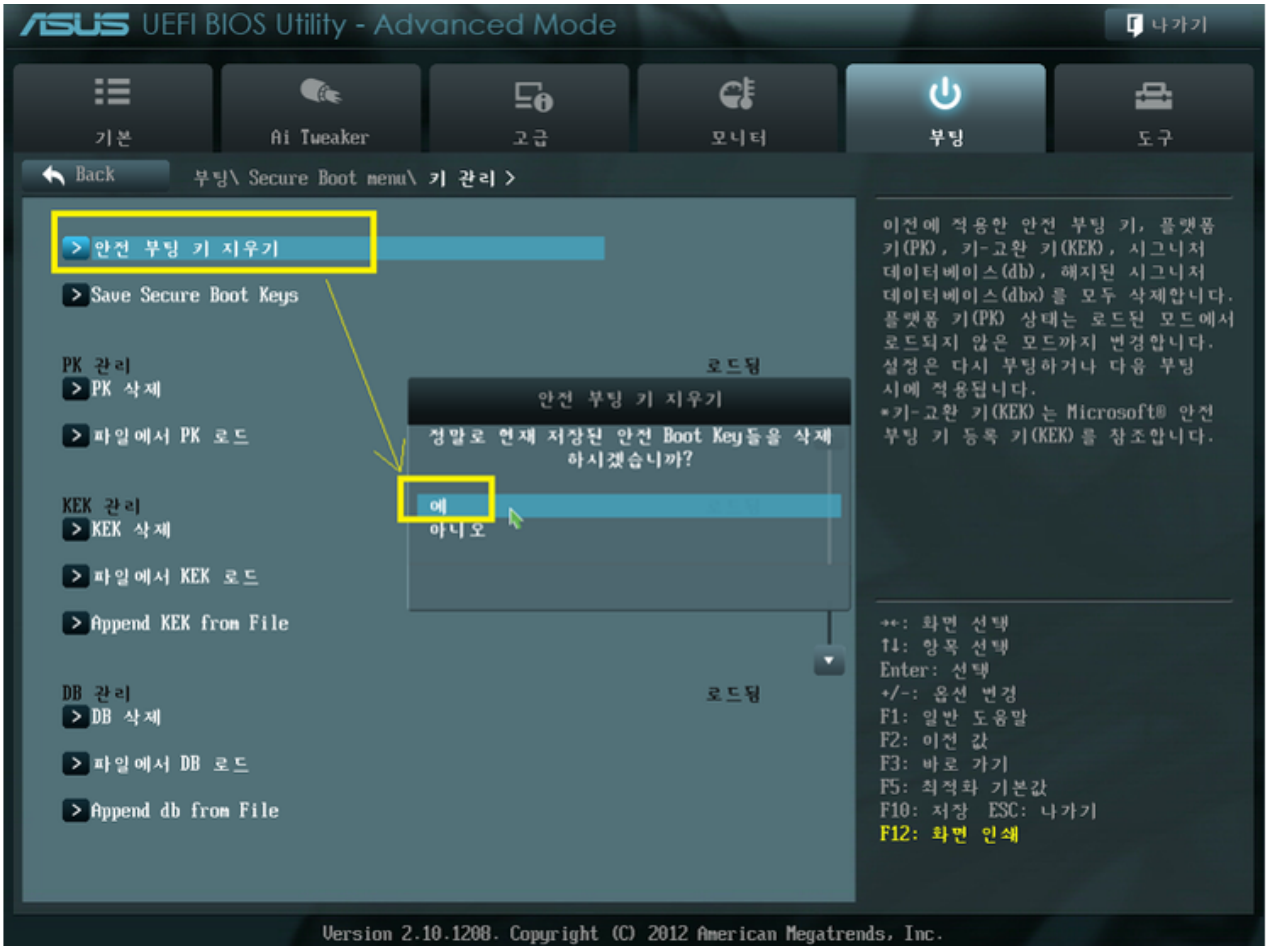 ASUS UEFI BIOS Utility - Advanced Mode
나가기
기본
Ai Tweaker
고급
모니터
부팅
도구
Back
부팅\ Secure Boot menu\ 키 관리 >
> 안전 부팅 키 지우기
> Save Secure Boot Keys
PK 관리 로드됨
> PK 삭제
> 파일에서 PK 로드
KEK 관리 로드됨
> KEK 삭제
> 파일에서 KEK 로드
> Append KEK from File
DB 관리 로드됨
> DB 삭제
> 파일에서 DB 로드
> Append db from File
안전 부팅 키 지우기
정말로 현재 저장된 안전 Boot Key들을 삭제
하시겠습니까?
에
아니오
이전에 적용한 안전 부팅 키, 플랫폼
키(PK), 키-교환 키(KEK), 시그니처
데이터베이스(db), 해지된 시그니처
데이터베이스(dbx)를 모두 삭제합니다.
플랫폼 키(PK) 상태는 로드된 모드에서
로드되지 않은 모드까지 변경합니다.
설정은 다시 부팅하거나 다음 부팅
시에 적용됩니다.
*키-교환 키(KEK)는 Microsoft® 안전
부팅 키 등록 키(KEK)를 참조합니다.
→←: 화면 선택
↑↓: 항목 선택
Enter: 선택
+/-: 옵션 변경
F1: 일반 도움말
F2: 이전 값
F3: 바로 가기
F5: 최적화 기본값
F10: 저장 ESC: 나가기
F12: 화면 인쇄
Version 2.10.1208. Copyright (C) 2012 American Megatrends, Inc.